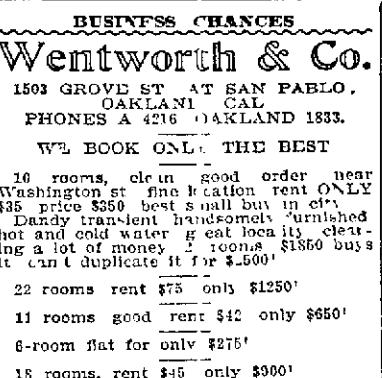 BUSINESS CHANCES
Wentworth & Co.
1503 GROVE ST AT SAN PABLO,
OAKLAND CAL
PHONES A 4216 OAKLAND 1833.
WE BOOK ONLY THE BEST
16 rooms, clean good order near
Washington st fine location rent ONLY
$35 price $350 best small buy in city
Dandy transient handsomely furnished
hot and cold water great locality clear-
ing a lot of money rooms $1850 buys
it can't duplicate it for
22 rooms rent $75 only $1250!
11 rooms good rent $42 only $650!
6-room flat for only $275!
18 rooms, rent $45 only $900!